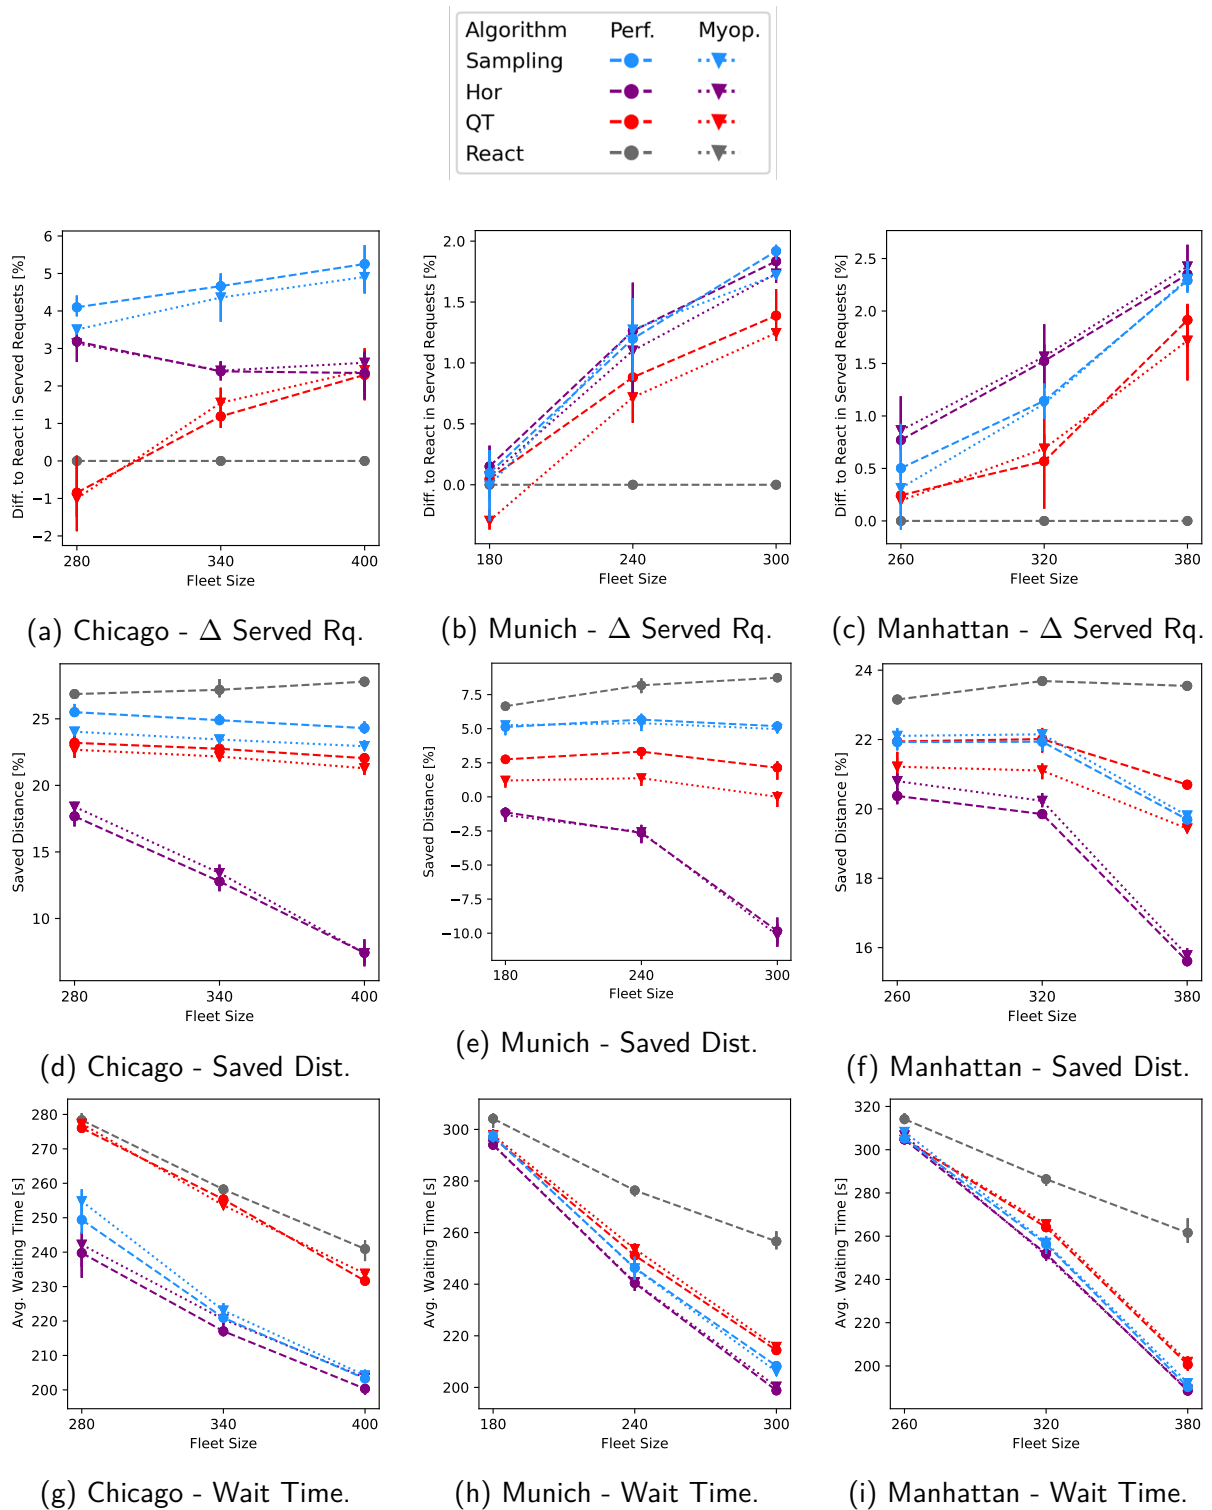 Algorithm Perf. Myop.
Sampling
Hor
QT
React
Diff. to React in Served Requests [%]
6
5
4
3
2
1
0
−1
−2
280 340 400
Fleet Size
(a) Chicago - Δ Served Rq.
Diff. to React in Served Requests [%]
2.0
1.5
1.0
0.5
0.0
180 240 300
Fleet Size
(b) Munich - Δ Served Rq.
Diff. to React in Served Requests [%]
2.5
2.0
1.5
1.0
0.5
0.0
260 320 380
Fleet Size
(c) Manhattan - Δ Served Rq.
Saved Distance [%]
25
20
15
10
280 340 400
Fleet Size
(d) Chicago - Saved Dist.
Saved Distance [%]
7.5
5.0
2.5
0.0
−2.5
−5.0
−7.5
−10.0
180 240 300
Fleet Size
(e) Munich - Saved Dist.
Saved Distance [%]
24
22
20
18
16
260 320 380
Fleet Size
(f) Manhattan - Saved Dist.
Avg. Waiting Time [s]
280
270
260
250
240
230
220
210
200
280 340 400
Fleet Size
(g) Chicago - Wait Time.
Avg. Waiting Time [s]
300
280
260
240
220
200
180 240 300
Fleet Size
(h) Munich - Wait Time.
Avg. Waiting Time [s]
320
300
280
260
240
220
200
260 320 380
Fleet Size
(i) Manhattan - Wait Time.